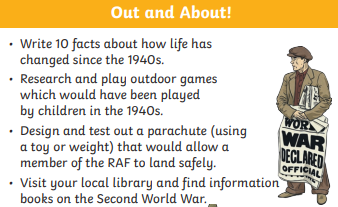 Out and About!
• Write 10 facts about how life has
changed since the 1940s.
• Research and play outdoor games
which would have been played
by children in the 1940s.
• Design and test out a parachute (using
a toy or weight) that would allow a
member of the RAF to land safely.
• Visit your local library and find information
books on the Second World War.
WORL
WAR
DECLARED
OFFICIAL